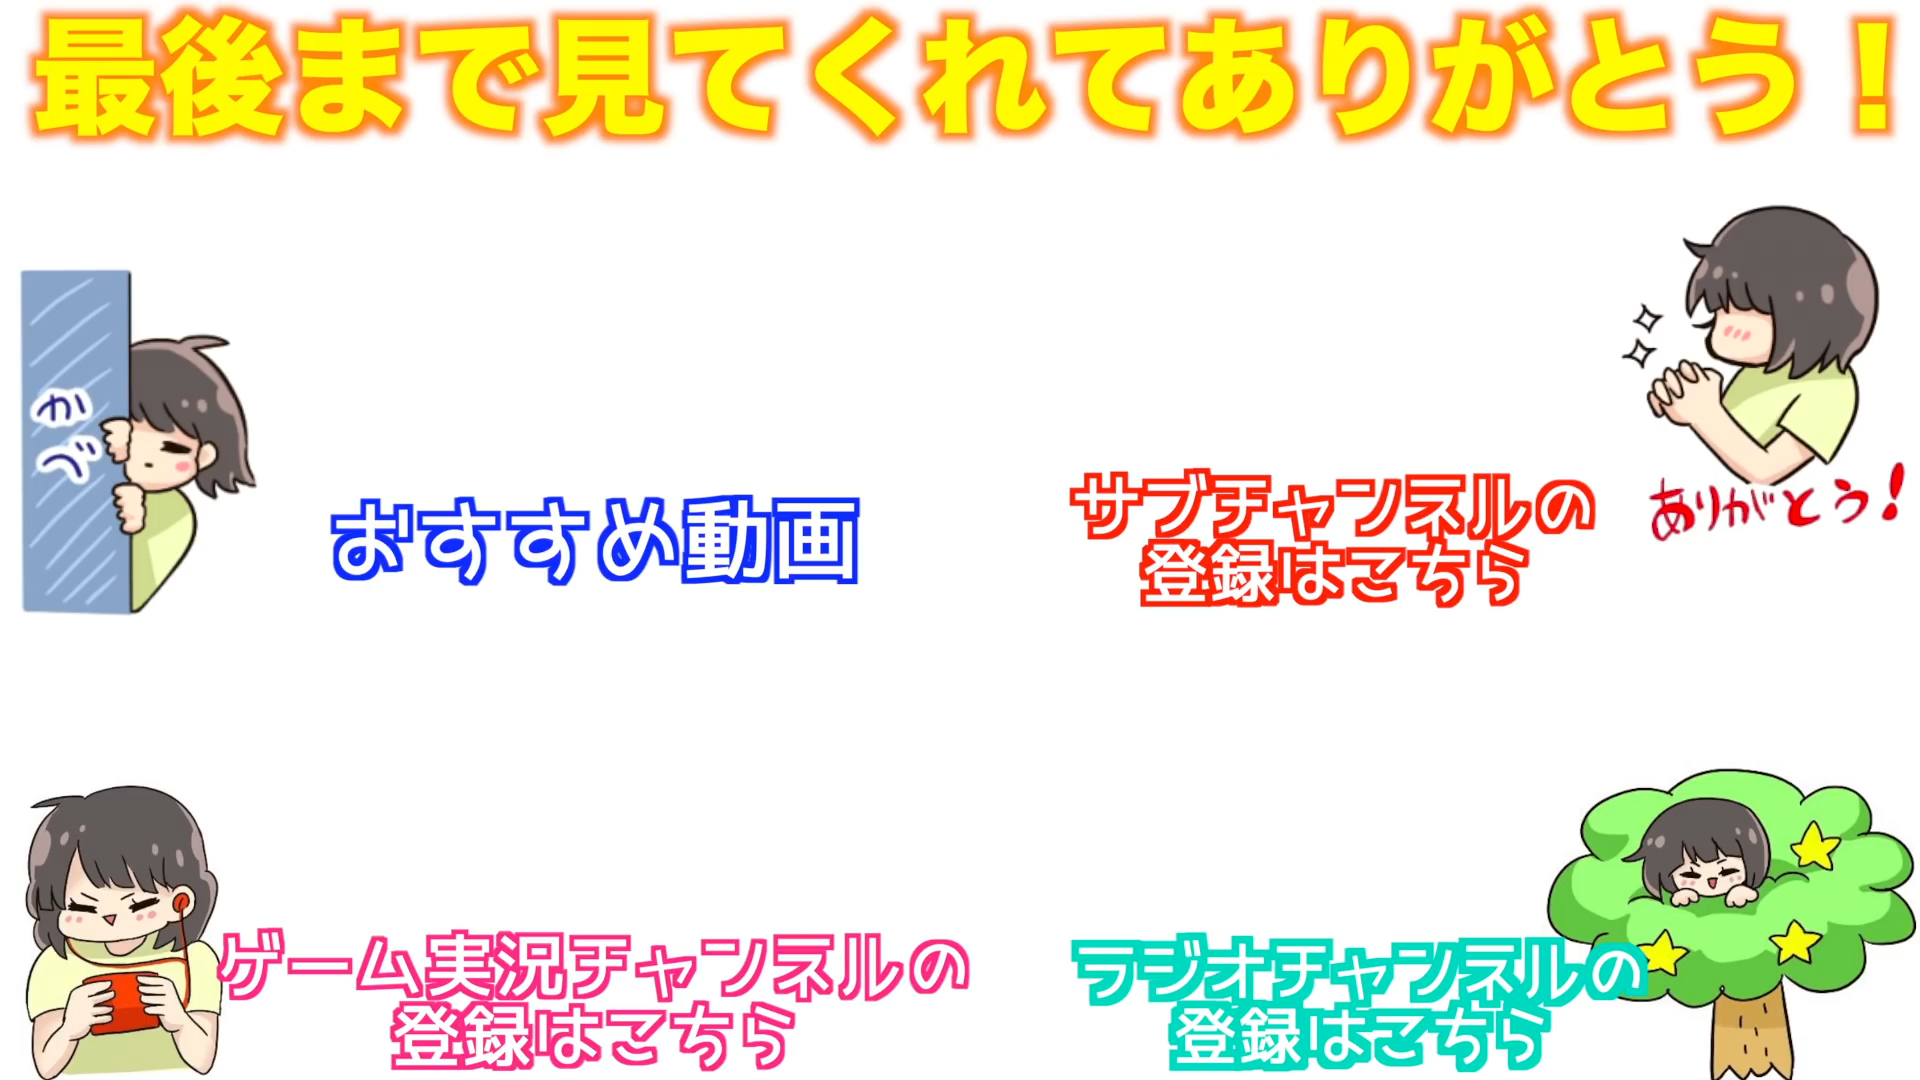 最後まで見てくれてありがとう！
かべ
おすすめ動画
サブチャンネルの
登録はこちら
ありがとう!
ゲーム実況チャンネルの
登録はこちら
ラジオチャンネルの
登録はこちら